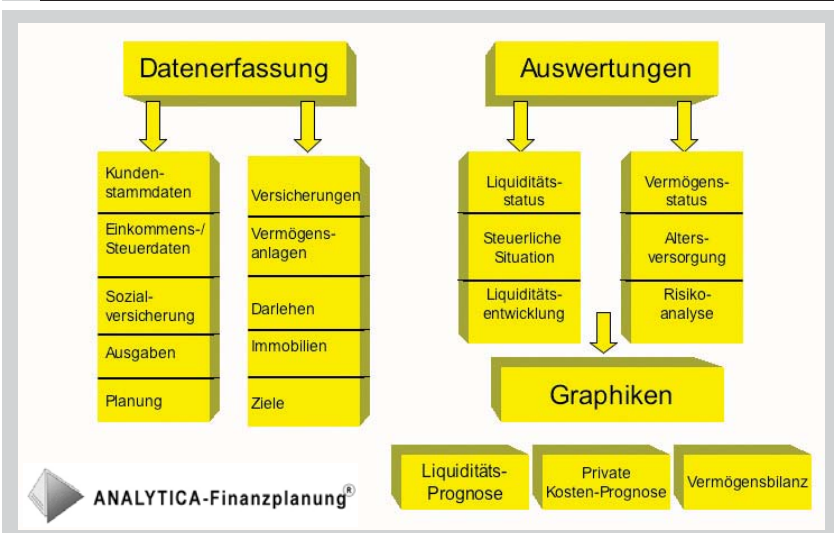 Datenerfassung
Kunden-
stammdaten
Einkommens-/
Steuerdaten
Sozial-
versicherung
Ausgaben
Planung
Versicherungen
Vermögens-
anlagen
Darlehen
Immobilien
Ziele
Auswertungen
Liquiditäts-
status
Steuerliche
Situation
Liquiditäts-
entwicklung
Vermögens-
status
Alters-
versorgung
Risiko-
analyse
Graphiken
Liquiditäts-
Prognose
Private
Kosten-Prognose
Vermögensbilanz
ANALYTICA-Finanzplanung®